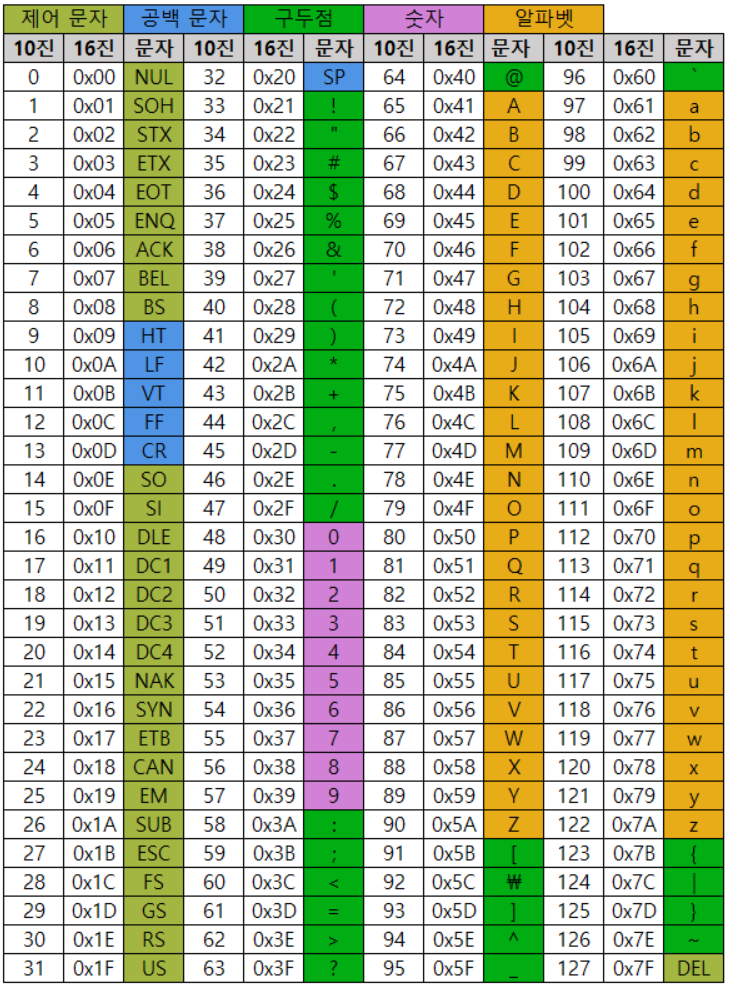 제어 문자 공백 문자 구두점 숫자 알파벳
10진 16진 문자 10진 16진 문자 10진 16진 문자 10진 16진 문자
0 0x00 NUL 32 0x20 SP 64 0x40 @ 96 0x60 `
1 0x01 SOH 33 0x21 ! 65 0x41 A 97 0x61 a
2 0x02 STX 34 0x22 " 66 0x42 B 98 0x62 b
3 0x03 ETX 35 0x23 # 67 0x43 C 99 0x63 c
4 0x04 EOT 36 0x24 $ 68 0x44 D 100 0x64 d
5 0x05 ENQ 37 0x25 % 69 0x45 E 101 0x65 e
6 0x06 ACK 38 0x26 & 70 0x46 F 102 0x66 f
7 0x07 BEL 39 0x27 ' 71 0x47 G 103 0x67 g
8 0x08 BS 40 0x28 ( 72 0x48 H 104 0x68 h
9 0x09 HT 41 0x29 ) 73 0x49 I 105 0x69 i
10 0x0A LF 42 0x2A * 74 0x4A J 106 0x6A j
11 0x0B VT 43 0x2B + 75 0x4B K 107 0x6B k
12 0x0C FF 44 0x2C , 76 0x4C L 108 0x6C l
13 0x0D CR 45 0x2D - 77 0x4D M 109 0x6D m
14 0x0E SO 46 0x2E . 78 0x4E N 110 0x6E n
15 0x0F SI 47 0x2F / 79 0x4F O 111 0x6F o
16 0x10 DLE 48 0x30 0 80 0x50 P 112 0x70 p
17 0x11 DC1 49 0x31 1 81 0x51 Q 113 0x71 q
18 0x12 DC2 50 0x32 2 82 0x52 R 114 0x72 r
19 0x13 DC3 51 0x33 3 83 0x53 S 115 0x73 s
20 0x14 DC4 52 0x34 4 84 0x54 T 116 0x74 t
21 0x15 NAK 53 0x35 5 85 0x55 U 117 0x75 u
22 0x16 SYN 54 0x36 6 86 0x56 V 118 0x76 v
23 0x17 ETB 55 0x37 7 87 0x57 W 119 0x77 w
24 0x18 CAN 56 0x38 8 88 0x58 X 120 0x78 x
25 0x19 EM 57 0x39 9 89 0x59 Y 121 0x79 y
26 0x1A SUB 58 0x3A : 90 0x5A Z 122 0x7A z
27 0x1B ESC 59 0x3B ; 91 0x5B [ 123 0x7B {
28 0x1C FS 60 0x3C < 92 0x5C ₩ 124 0x7C |
29 0x1D GS 61 0x3D = 93 0x5D ] 125 0x7D }
30 0x1E RS 62 0x3E > 94 0x5E ^ 126 0x7E ~
31 0x1F US 63 0x3F ? 95 0x5F _ 127 0x7F DEL